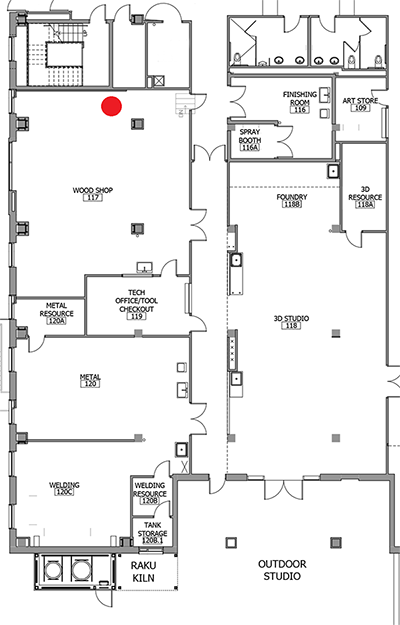 FINISHING
ROOM
116
ART STORE
109
SPRAY
BOOTH
116A
WOOD SHOP
117
FOUNDRY
118B
3D
RESOURCE
118A
TECH
OFFICE/TOOL
CHECKOUT
119
METAL
RESOURCE
120A
3D STUDIO
118
METAL
120
WELDING
120C
WELDING
RESOURCE
120B
TANK
STORAGE
120B.1
RAKU
KILN
OUTDOOR
STUDIO